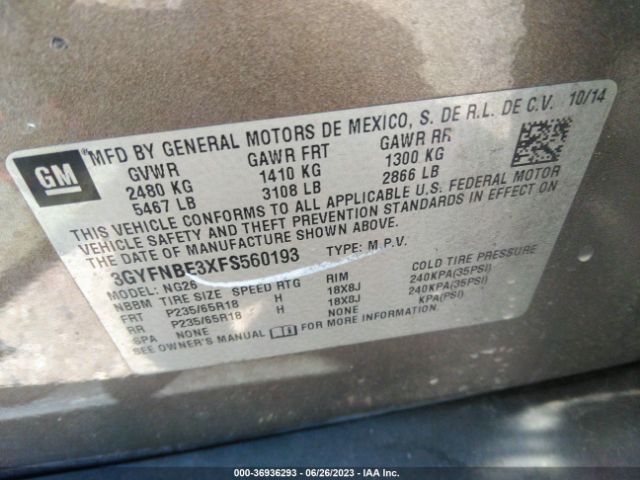 GM
MFD BY GENERAL MOTORS DE MEXICO, S. DE R.L. DE C.V. 10/14
GVWR GAWR FRT GAWR RR
2480 KG 1410 KG 1300 KG
5467 LB 3108 LB 2866 LB
THIS VEHICLE CONFORMS TO ALL APPLICABLE U.S. FEDERAL MOTOR
VEHICLE SAFETY AND THEFT PREVENTION STANDARDS IN EFFECT ON
THE DATE OF MANUFACTURE SHOWN ABOVE.
3GYFNBE3XFS560193 TYPE: M.P.V.
MODEL: NG26
NBBM TIRE SIZE SPEED RTG RIM COLD TIRE PRESSURE
FRT P235/65R18 H 18X8J 240KPA(35PSI)
RR P235/65R18 H 18X8J 240KPA(35PSI)
SPA NONE NONE KPA(PSI)
SEE OWNER'S MANUAL FOR MORE INFORMATION.
000-36936293 - 06/26/2023 - IAA Inc.